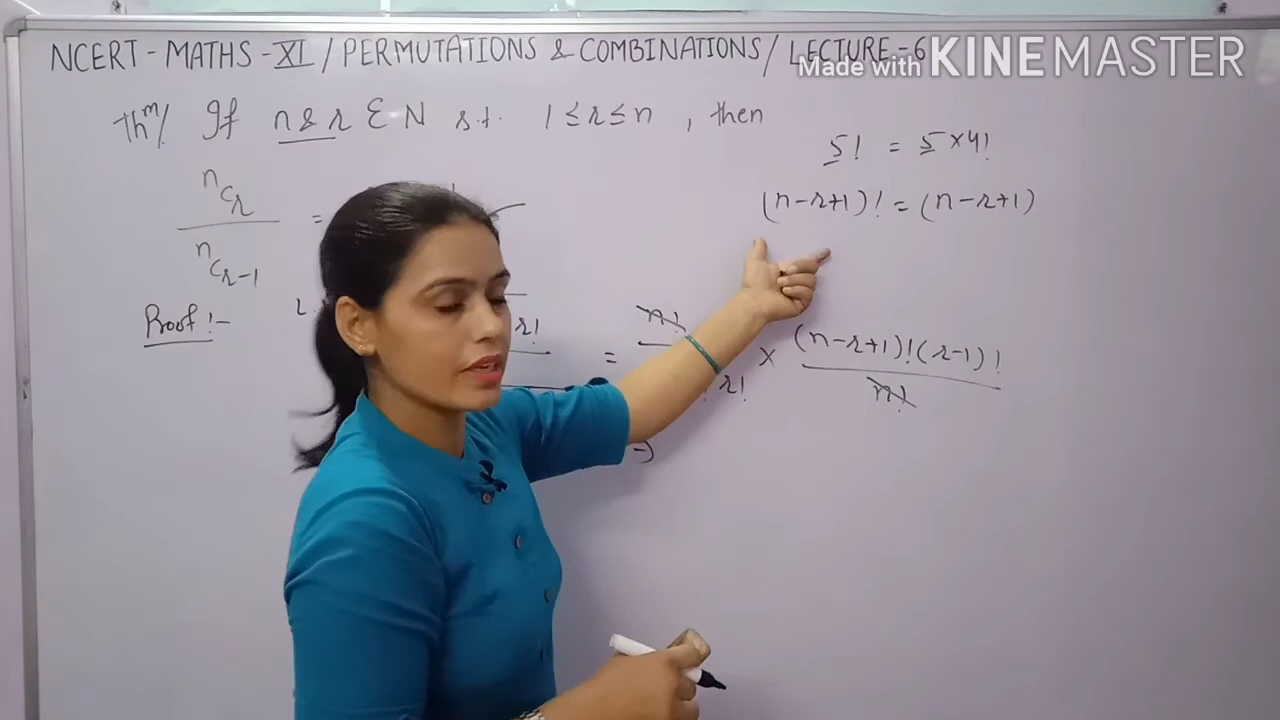 NCERT - MATHS - XI / PERMUTATIONS & COMBINATIONS / LECTURE - 6
Made with KINEMASTER
Thm/. If n & r ∈ N s.t. 1 ≤ r ≤ n, then
5! = 5 × 4!
(n-r+1)! = (n-r+1)
nCr
=
nCr-1
Proof :-
r!
= n!
r!
× (n-r+1)! (r-1)!
n!